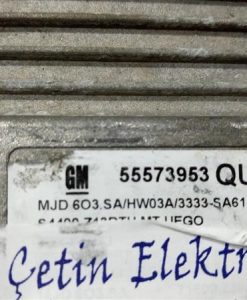 GM 55573953 QU
MJD 6O3.SA/HW03A/3333-SA61
Çetin Elektr